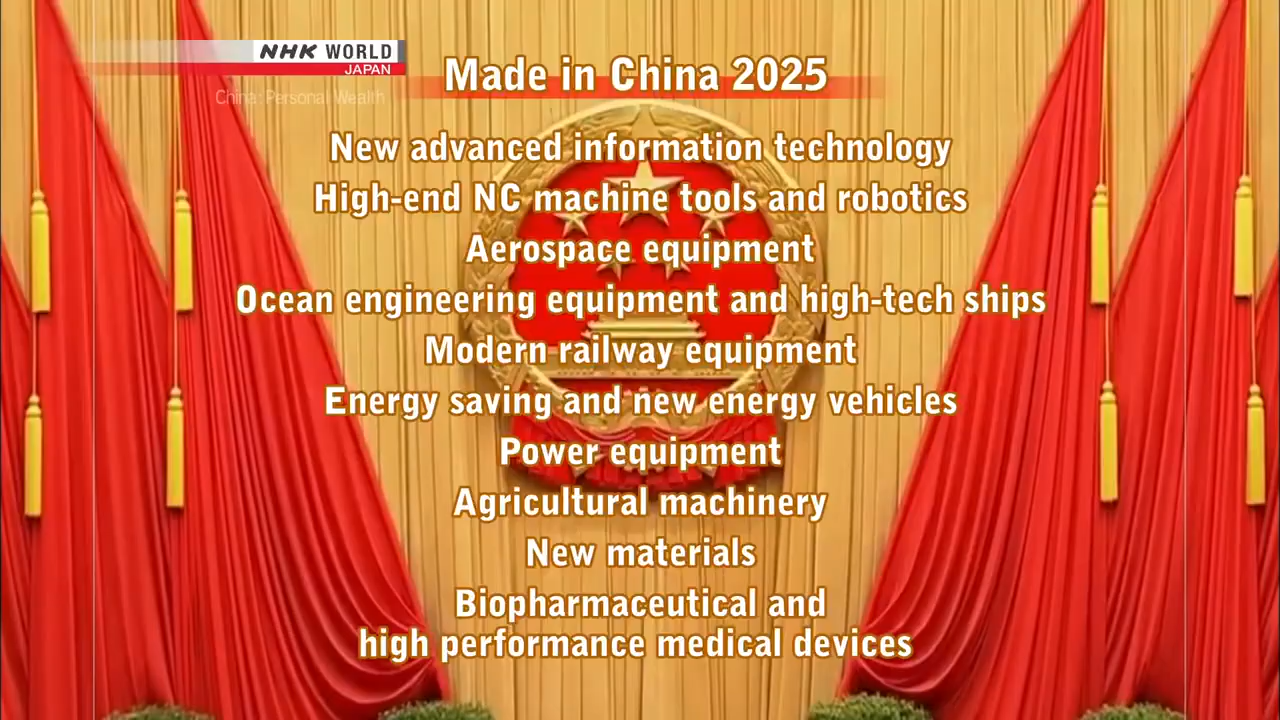 NHK WORLD
JAPAN
China: Personal Wealth
Made in China 2025
New advanced information technology
High-end NC machine tools and robotics
Aerospace equipment
Ocean engineering equipment and high-tech ships
Modern railway equipment
Energy saving and new energy vehicles
Power equipment
Agricultural machinery
New materials
Biopharmaceutical and
high performance medical devices